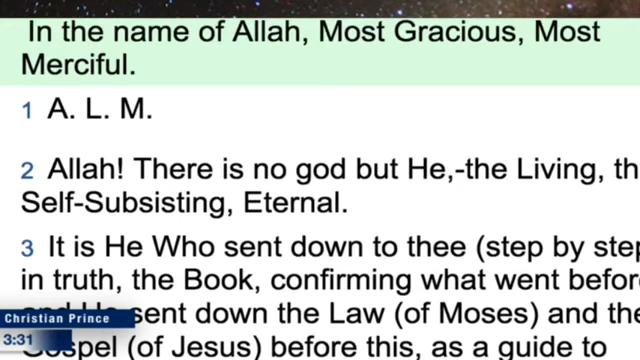 In the name of Allah, Most Gracious, Most
Merciful.
1 A. L. M.
2 Allah! There is no god but He,-the Living, th
Self-Subsisting, Eternal.
3 It is He Who sent down to thee (step by step
in truth, the Book, confirming what went before
sent down the Law (of Moses) and the
Gospel (of Jesus) before this, as a guide to
Christian Prince
3:31